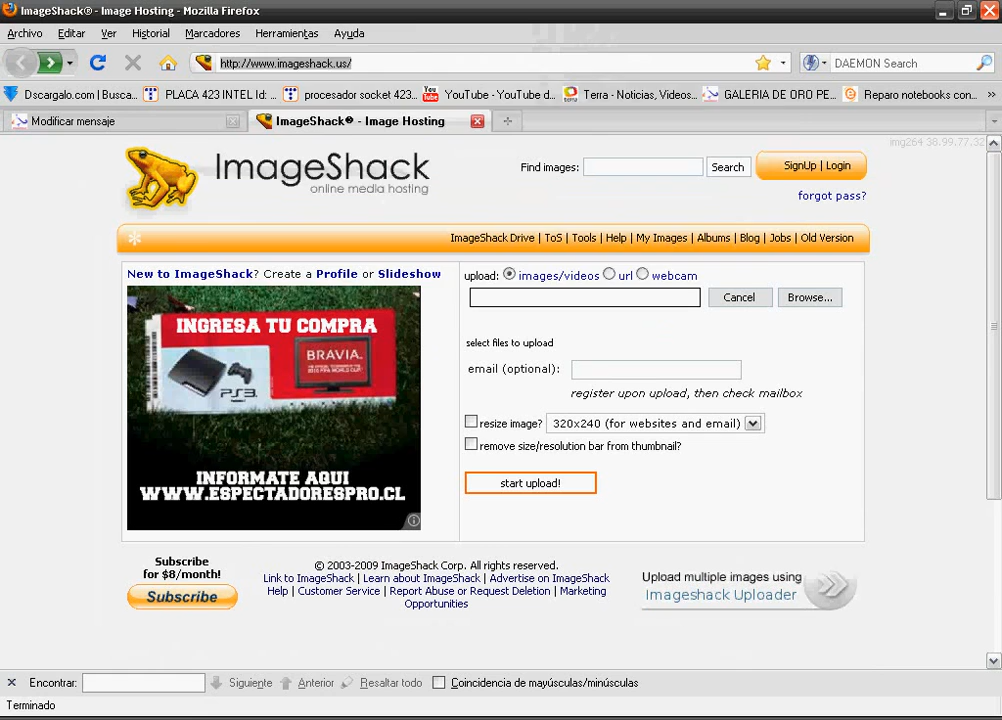 ImageShack® - Image Hosting - Mozilla Firefox
Archivo Editar Ver Historial Marcadores Herramientas Ayuda
http://www.imageshack.us/ DAEMON Search
Dscargalo.com | Busca... PLACA 423 INTEL Id: ... procesador socket 423... YouTube - YouTube d... Terra - Noticias, Videos... GALERIA DE ORO PE... Reparo notebooks con... »
Modificar mensaje ImageShack® - Image Hosting
img264 38.99.77.32
ImageShack
online media hosting
Find images: Search SignUp | Login
forgot pass?
ImageShack Drive | ToS | Tools | Help | My Images | Albums | Blog | Jobs | Old Version
New to ImageShack? Create a Profile or Slideshow
INGRESA TU COMPRA
BRAVIA
PS3
INFORMATE AQUI
WWW.ESPECTADORESPRO.CL
upload: images/videos url webcam
Cancel Browse...
select files to upload
email (optional):
register upon upload, then check mailbox
resize image? 320x240 (for websites and email)
remove size/resolution bar from thumbnail?
start upload!
Subscribe
for $8/month!
Subscribe
© 2003-2009 ImageShack Corp. All rights reserved.
Link to ImageShack | Learn about ImageShack | Advertise on ImageShack
Help | Customer Service | Report Abuse or Request Deletion | Marketing
Opportunities
Upload multiple images using
Imageshack Uploader
Encontrar: Siguiente Anterior Resaltar todo Coincidencia de mayúsculas/minúsculas
Terminado